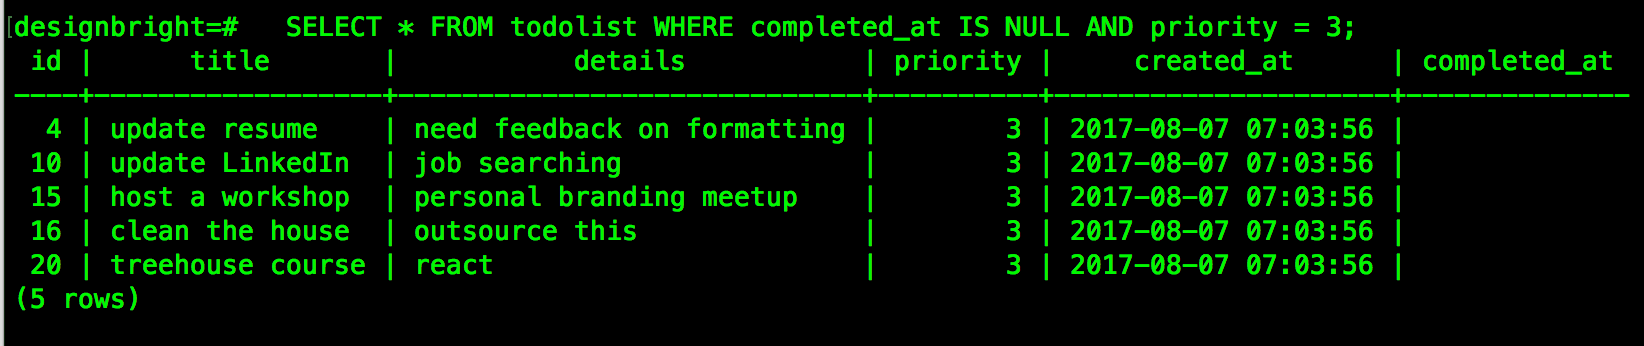 designbright=#   SELECT * FROM todolist WHERE completed_at IS NULL AND priority = 3;
 id |      title       |           details           | priority |     created_at      | completed_at
----+------------------+-----------------------------+----------+---------------------+--------------
  4 | update resume    | need feedback on formatting |        3 | 2017-08-07 07:03:56 |
 10 | update LinkedIn  | job searching               |        3 | 2017-08-07 07:03:56 |
 15 | host a workshop  | personal branding meetup    |        3 | 2017-08-07 07:03:56 |
 16 | clean the house  | outsource this              |        3 | 2017-08-07 07:03:56 |
 20 | treehouse course | react                       |        3 | 2017-08-07 07:03:56 |
(5 rows)